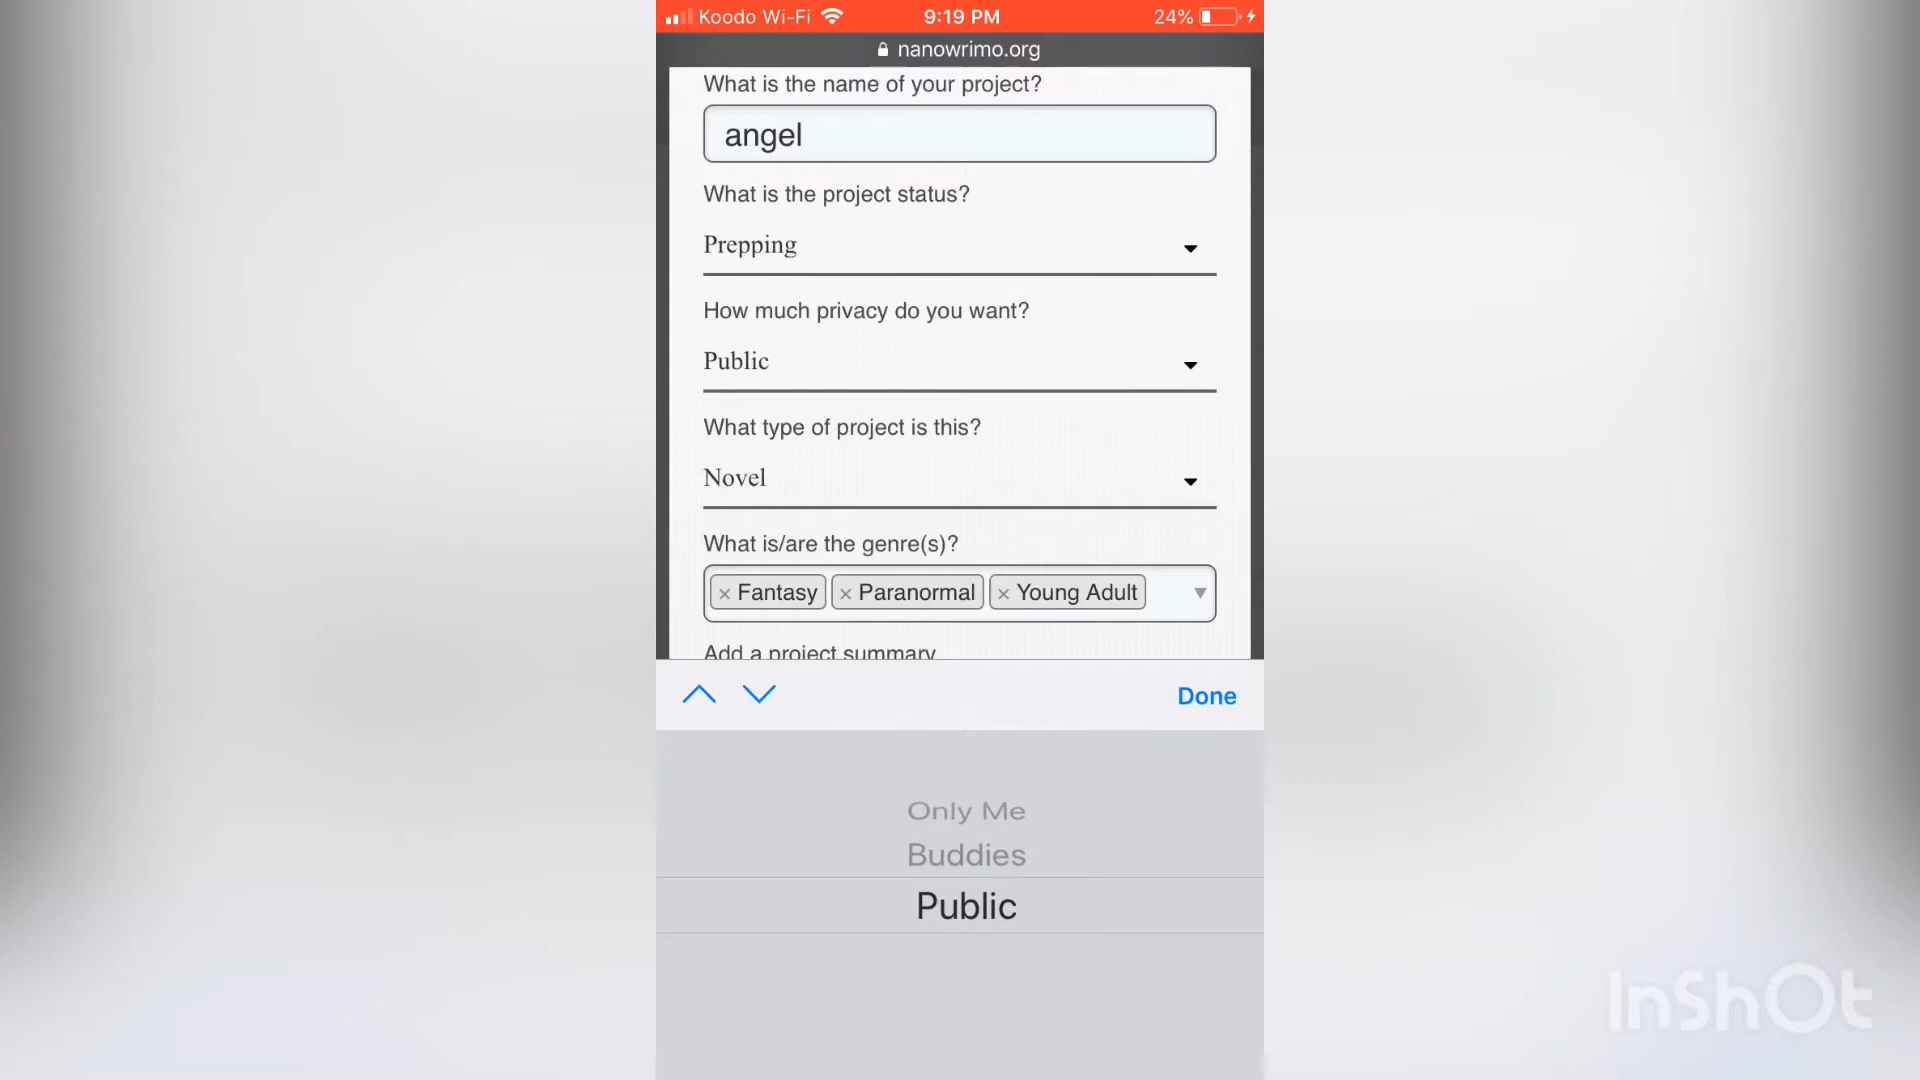 Koodo Wi-Fi 9:19 PM 24%
nanowrimo.org
What is the name of your project?
angel
What is the project status?
Prepping
How much privacy do you want?
Public
What type of project is this?
Novel
What is/are the genre(s)?
× Fantasy × Paranormal × Young Adult
Add a project summary
Done
Only Me
Buddies
Public
InShOt